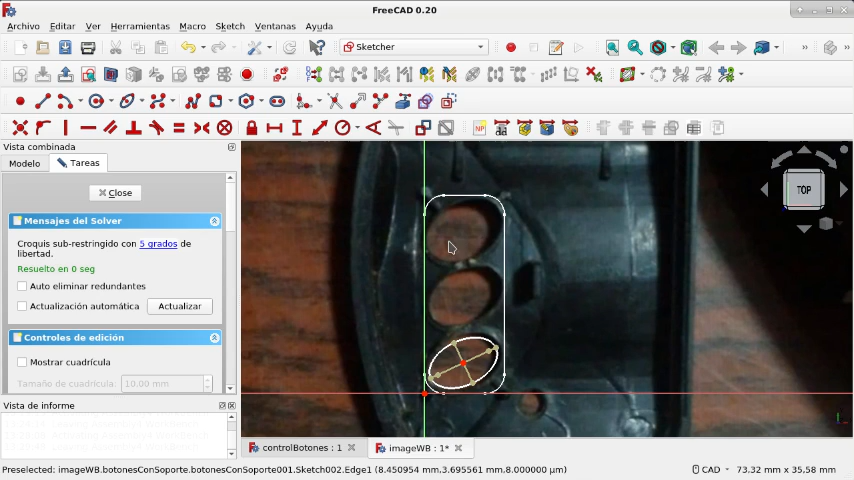 FreeCAD 0.20
Archivo Editar Ver Herramientas Macro Sketch Ventanas Ayuda
Sketcher
Vista combinada
Modelo Tareas
Close
Mensajes del Solver
Croquis sub-restringido con 5 grados de
libertad.
Resuelto en 0 seg
Auto eliminar redundantes
Actualización automática Actualizar
Controles de edición
Mostrar cuadrícula
Tamaño de cuadrícula: 10.00 mm
Vista de informe
TOP
controlBotones : 1 imageWB : 1*
Preselected: imageWB.botonesConSoporte.botonesConSoporte001.Sketch002.Edge1 (8.450954 mm,3.695561 mm,8.000000 µm) CAD 73.32 mm x 35,58 mm